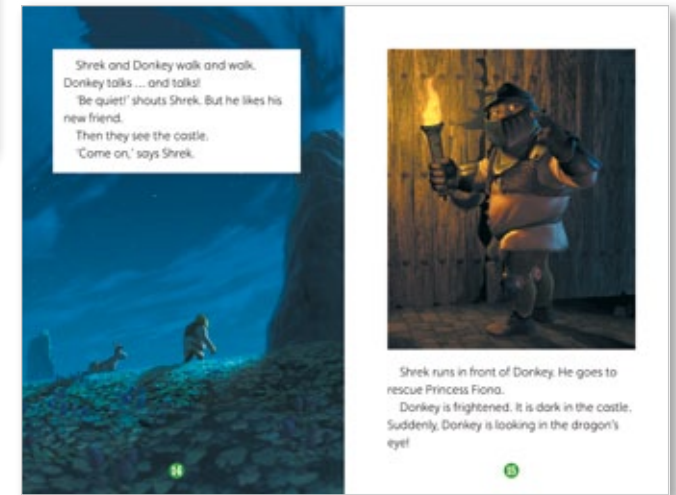 Shrek and Donkey walk and walk.
Donkey talks ... and talks!
'Be quiet!' shouts Shrek. But he likes his
new friend.
Then they see the castle.
'Come on,' says Shrek.
14
Shrek runs in front of Donkey. He goes to
rescue Princess Fiona.
Donkey is frightened. It is dark in the castle.
Suddenly, Donkey is looking in the dragon's
eye!
15